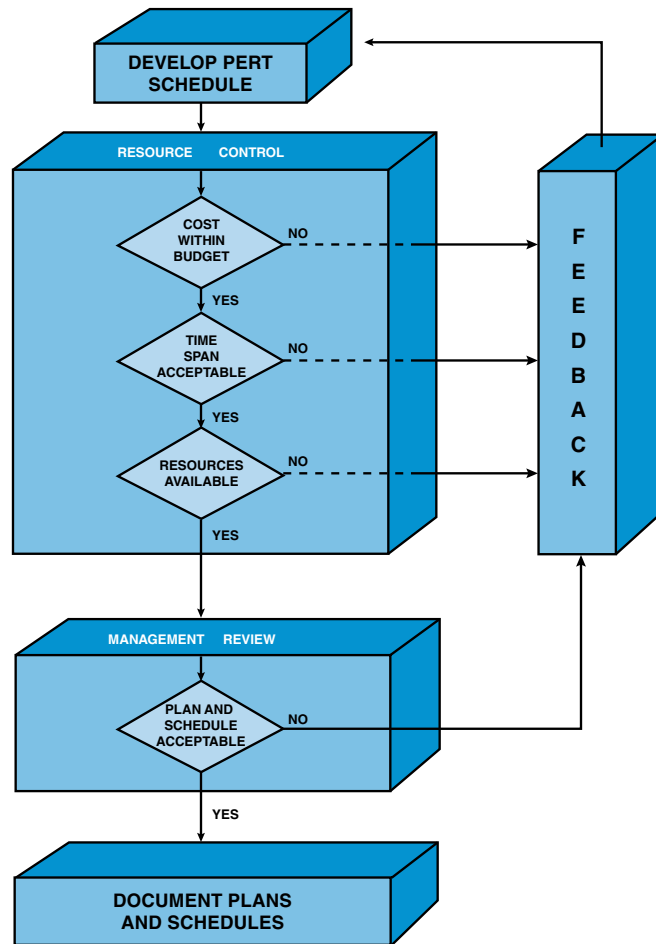 DEVELOP PERT
SCHEDULE
RESOURCE CONTROL
COST
WITHIN
BUDGET
NO
YES
TIME
SPAN
ACCEPTABLE
NO
YES
RESOURCES
AVAILABLE
NO
YES
FEEDBACK
MANAGEMENT REVIEW
PLAN AND
SCHEDULE
ACCEPTABLE
NO
YES
DOCUMENT PLANS
AND SCHEDULES